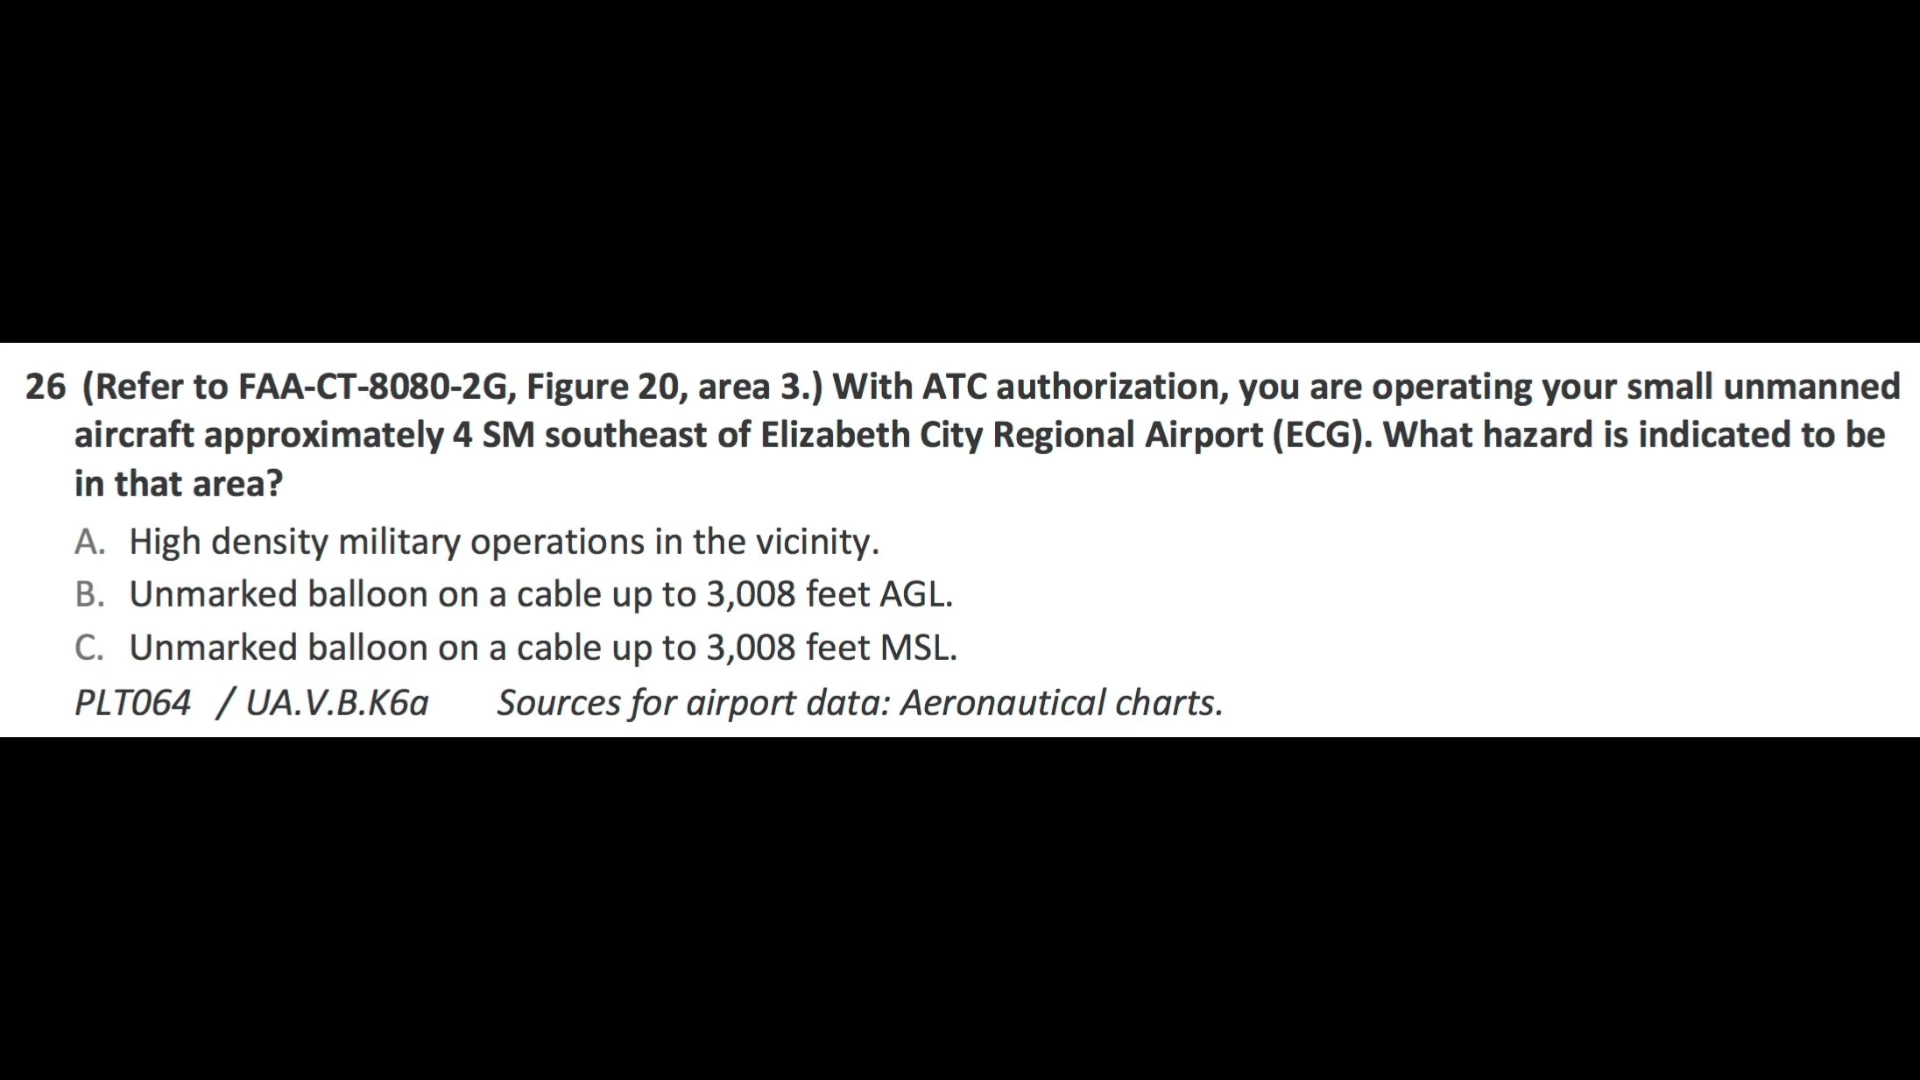 26 (Refer to FAA-CT-8080-2G, Figure 20, area 3.) With ATC authorization, you are operating your small unmanned
aircraft approximately 4 SM southeast of Elizabeth City Regional Airport (ECG). What hazard is indicated to be
in that area?
A. High density military operations in the vicinity.
B. Unmarked balloon on a cable up to 3,008 feet AGL.
C. Unmarked balloon on a cable up to 3,008 feet MSL.
PLT064 / UA.V.B.K6a Sources for airport data: Aeronautical charts.